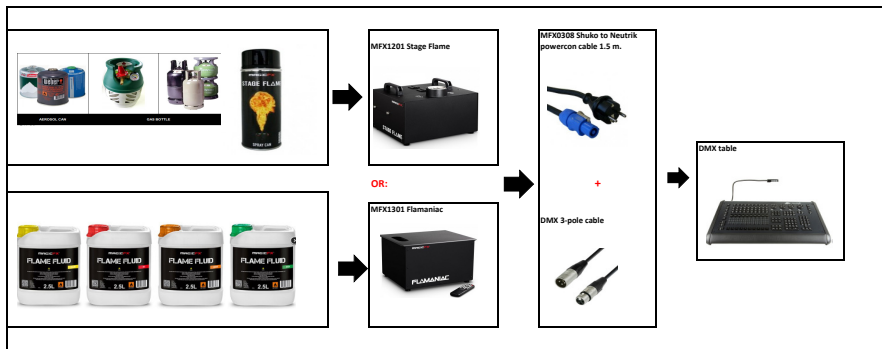 AEROSOL CAN
GAS BOTTLE
STAGE FLAME
SPRAY CAN
MFX1201 Stage Flame
STAGE FLAME
OR:
MFX1301 Flamaniac
FLAMANIAC
FLAME FLUID
2.5L
FLAME FLUID
2.5L
FLAME FLUID
2.5L
FLAME FLUID
2.5L
MFX0308 Shuko to Neutrik
powercon cable 1.5 m.
+
DMX 3-pole cable
DMX table